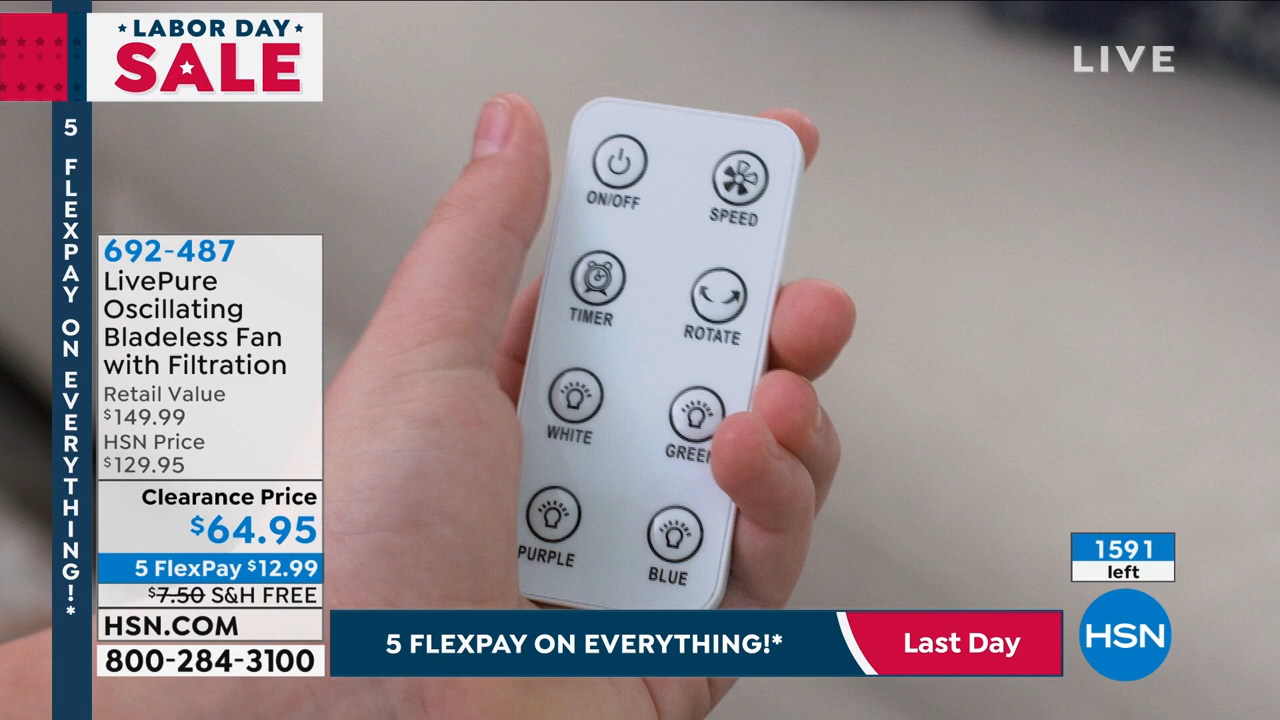 LABOR DAY
SALE
LIVE
5 FLEXPAY ON EVERYTHING!*
692-487
LivePure
Oscillating
Bladeless Fan
with Filtration
Retail Value
$149.99
HSN Price
$129.95
Clearance Price
$64.95
5 FlexPay $12.99
$7.50 S&H FREE
HSN.COM
800-284-3100
ON/OFF
SPEED
TIMER
ROTATE
WHITE
GREEN
PURPLE
BLUE
1591
left
HSN
5 FLEXPAY ON EVERYTHING!*
Last Day